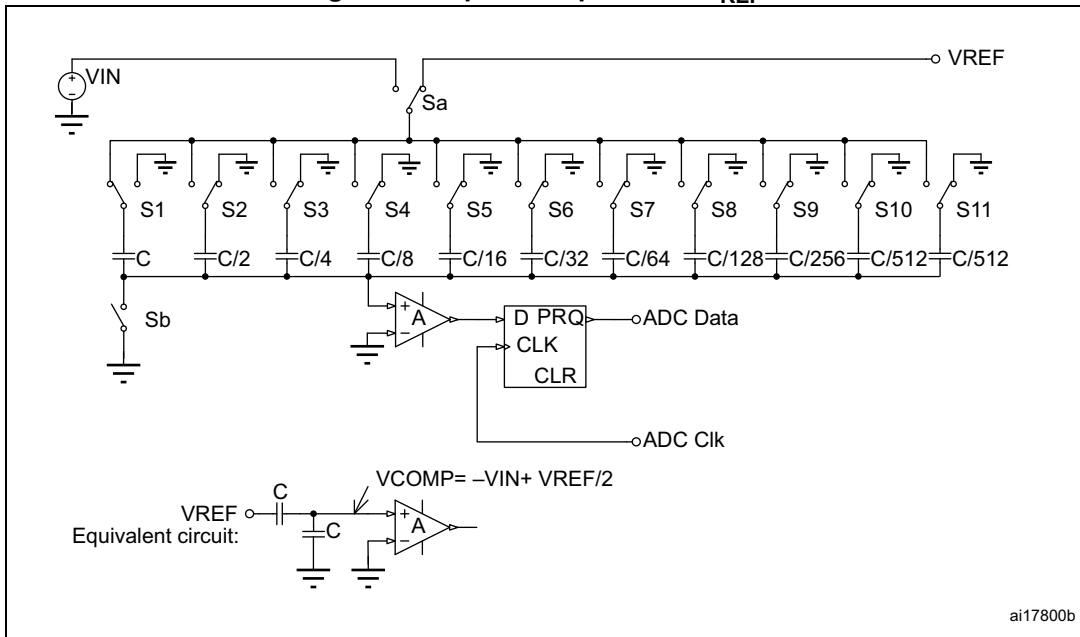 VREF
VIN
+
−
Sa
S1 S2 S3 S4 S5 S6 S7 S8 S9 S10 S11
C C/2 C/4 C/8 C/16 C/32 C/64 C/128 C/256 C/512 C/512
Sb
+
A
−
D PRQ
ADC Data
CLK
CLR
ADC Clk
VCOMP= –VIN+ VREF/2
C
VREF
+
A
−
C
Equivalent circuit:
ai17800b